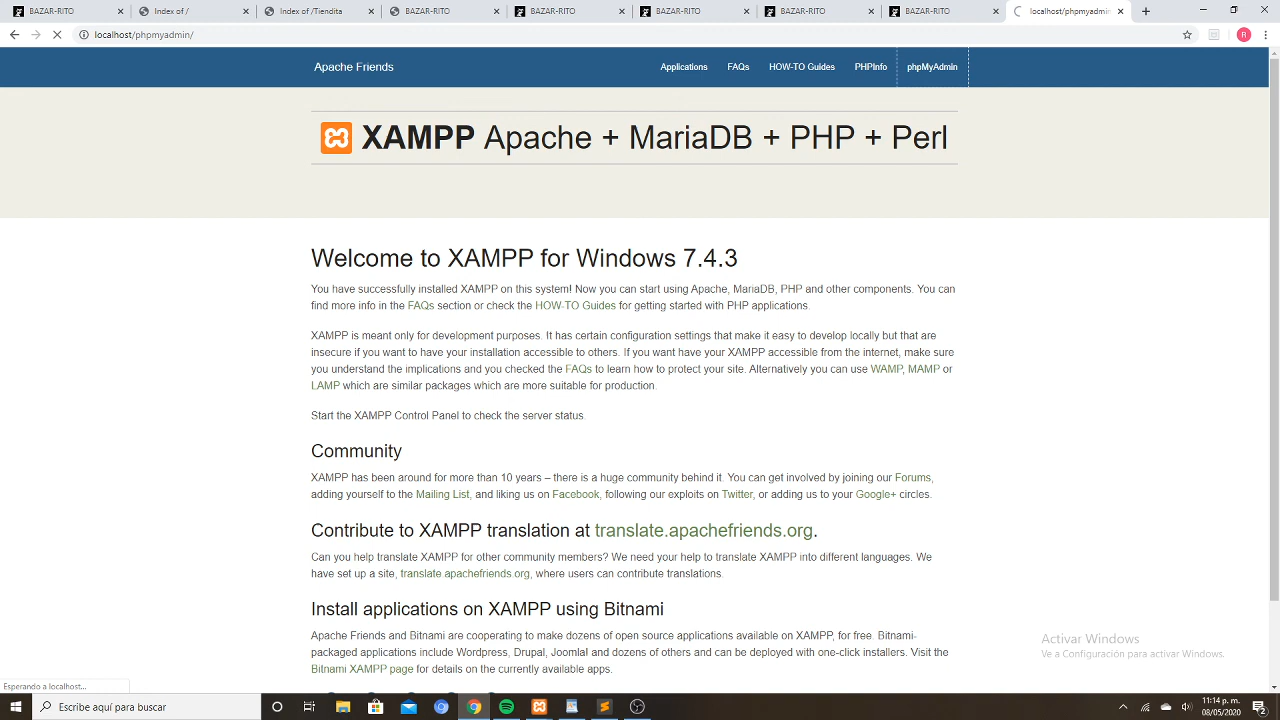 BAZAR-RITO
Index of /
Index of /Tiendita
BAZAR-RITO
BAZAR-RITO
BAZAR-RITO
BAZAR-RITO
BAZAR-RITO
localhost/phpmyadmin
localhost/phpmyadmin/
R
Apache Friends
Applications FAQs HOW-TO Guides PHPInfo phpMyAdmin
XAMPP Apache + MariaDB + PHP + Perl
Welcome to XAMPP for Windows 7.4.3
You have successfully installed XAMPP on this system! Now you can start using Apache, MariaDB, PHP and other components. You can
find more info in the FAQs section or check the HOW-TO Guides for getting started with PHP applications.
XAMPP is meant only for development purposes. It has certain configuration settings that make it easy to develop locally but that are
insecure if you want to have your installation accessible to others. If you want have your XAMPP accessible from the internet, make sure
you understand the implications and you checked the FAQs to learn how to protect your site. Alternatively you can use WAMP, MAMP or
LAMP which are similar packages which are more suitable for production.
Start the XAMPP Control Panel to check the server status.
Community
XAMPP has been around for more than 10 years – there is a huge community behind it. You can get involved by joining our Forums,
adding yourself to the Mailing List, and liking us on Facebook, following our exploits on Twitter, or adding us to your Google+ circles.
Contribute to XAMPP translation at translate.apachefriends.org.
Can you help translate XAMPP for other community members? We need your help to translate XAMPP into different languages. We
have set up a site, translate.apachefriends.org, where users can contribute translations.
Install applications on XAMPP using Bitnami
Apache Friends and Bitnami are cooperating to make dozens of open source applications available on XAMPP, for free. Bitnami-
packaged applications include Wordpress, Drupal, Joomla! and dozens of others and can be deployed with one-click installers. Visit the
Bitnami XAMPP page for details on the currently available apps.
Activar Windows
Ve a Configuración para activar Windows.
Esperando a localhost...
Escribe aquí para buscar
11:14 p. m.
08/05/2020
2